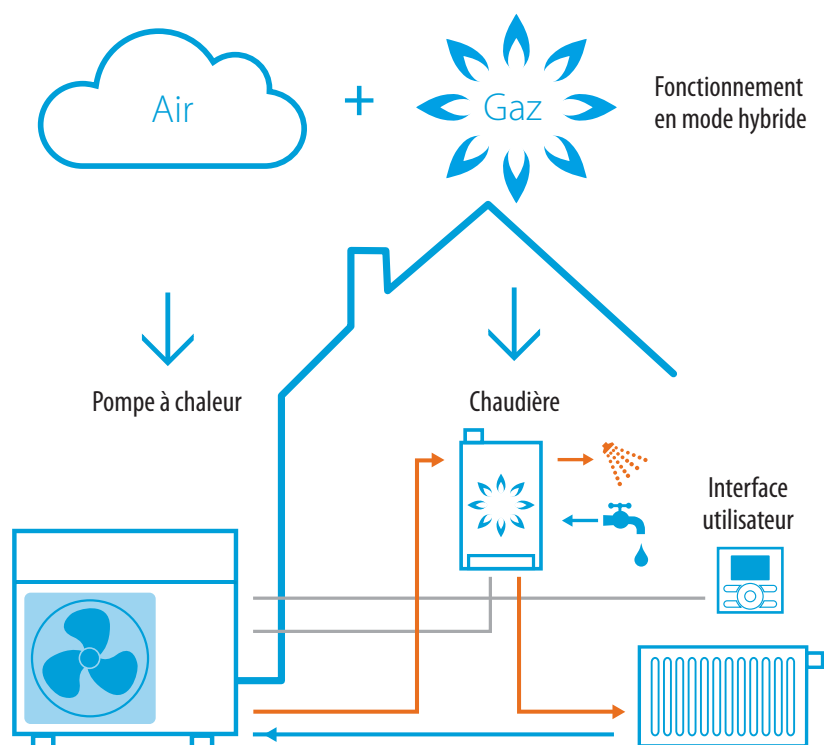 Air
+
Gaz
Fonctionnement
en mode hybride
Pompe à chaleur
Chaudière
Interface
utilisateur